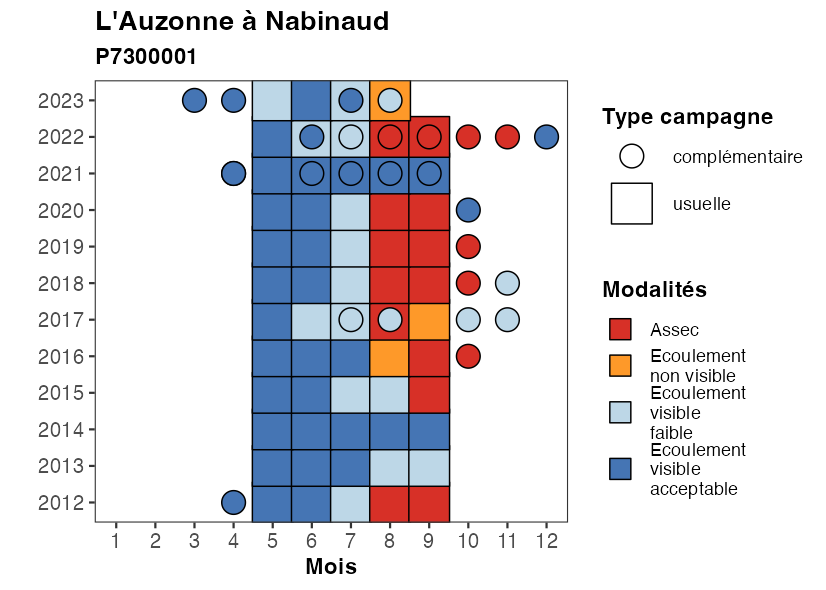 L'Auzonne à Nabinaud
P7300001
2023
2022
2021
2020
2019
2018
2017
2016
2015
2014
2013
2012
1 2 3 4 5 6 7 8 9 10 11 12
Mois
Type campagne
complémentaire
usuelle
Modalités
Assec
Ecoulement
non visible
Ecoulement
visible
faible
Ecoulement
visible
acceptable